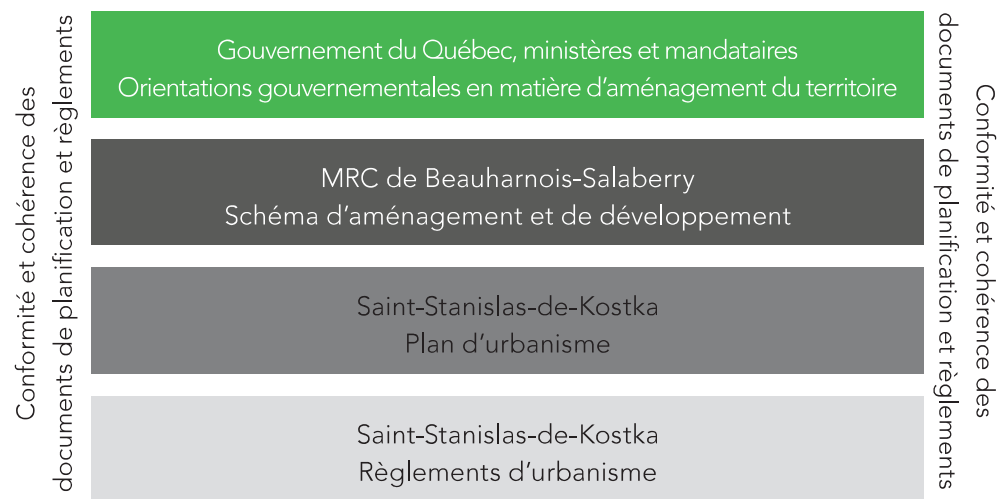 Conformité et cohérence des
documents de planification et règlements
Gouvernement du Québec, ministères et mandataires
Orientations gouvernementales en matière d'aménagement du territoire
MRC de Beauharnois-Salaberry
Schéma d'aménagement et de développement
Saint-Stanislas-de-Kostka
Plan d'urbanisme
Saint-Stanislas-de-Kostka
Règlements d'urbanisme
Conformité et cohérence des
documents de planification et règlements